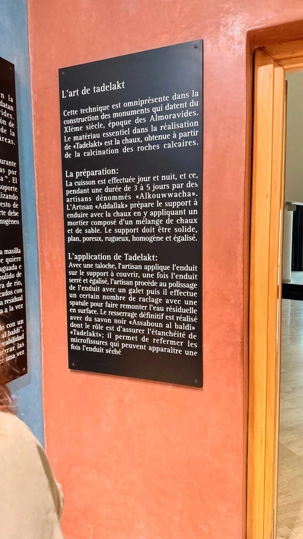 L'art de tadelakt
Cette technique est omniprésente dans la
construction des monuments qui datent du
XIème siècle, époque des Almoravides.
Le matériau essentiel dans la réalisation
de «Tadelakt» est la chaux, obtenue à partir
de la calcination des roches calcaires.
La préparation:
La cuisson est effectuée jour et nuit, et ce,
pendant une durée de 3 à 5 jours par des
artisans dénommés «Alkouwwacha».
L'Artisan «Addallak» prépare le support à
enduire avec la chaux en y appliquant un
mortier composé d'un mélange de chaux
et de sable. Le support doit être solide,
plan, poreux, rugueux, homogène et égalisé.
L'application de Tadelakt:
Avec une taloche, l'artisan applique l'enduit
sur le support à couvrir, une fois l'enduit
serré et égalisé, l'artisan procède au polissage
de l'enduit avec un galet puis il effectue
un certain nombre de raclage avec une
spatule pour faire remonter l'eau résiduelle
en surface. Le resserrage définitif est réalisé
avec du savon noir «Assaboun al baldi»
dont le rôle est d'assurer l'étanchéité de
«Tadelakt»; il permet de refermer les
microfissures qui peuvent apparaître une
fois l'enduit séché